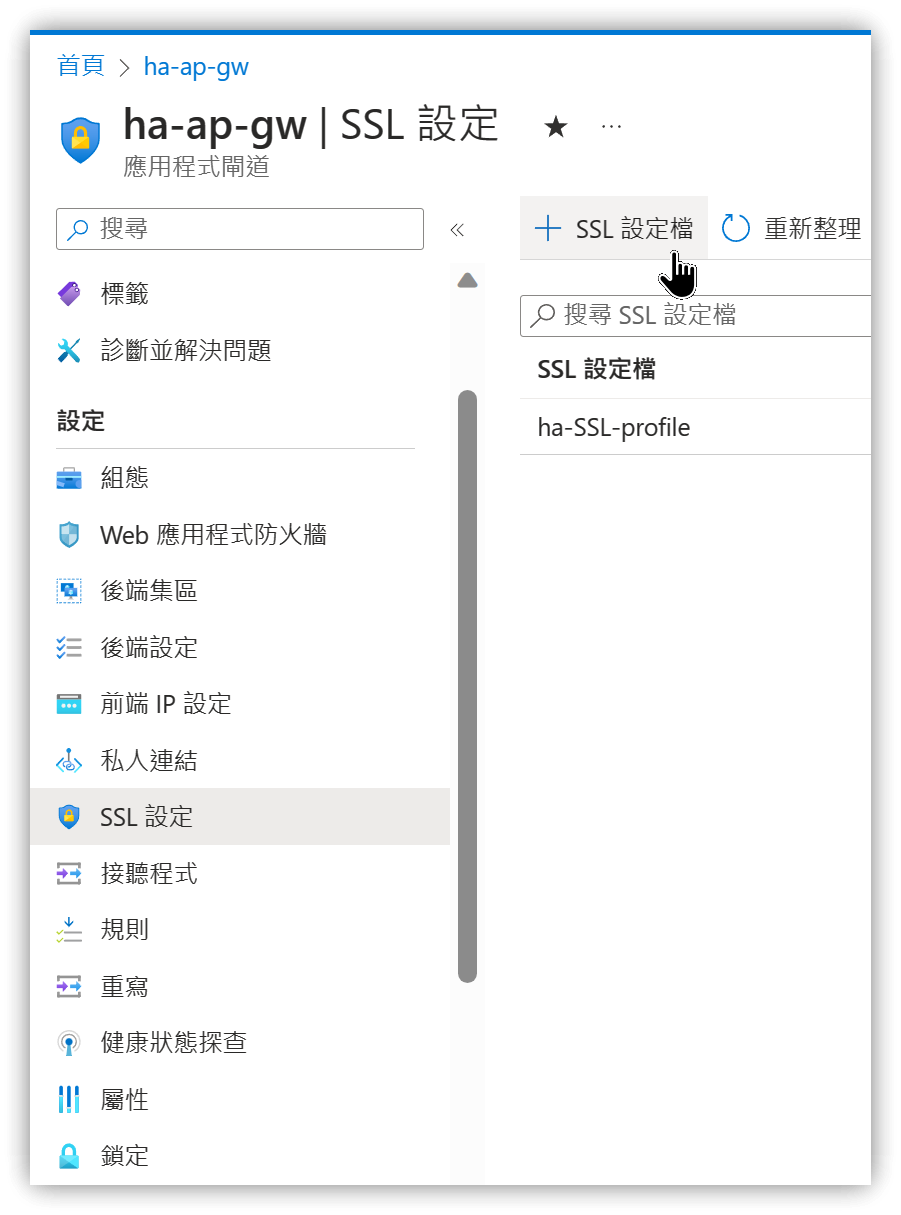 首頁 > ha-ap-gw
ha-ap-gw | SSL 設定
應用程式閘道
搜尋
標籤
診斷並解決問題
設定
組態
Web 應用程式防火牆
後端集區
後端設定
前端 IP 設定
私人連結
SSL 設定
接聽程式
規則
重寫
健康狀態探查
屬性
鎖定
SSL 設定檔 重新整理
搜尋 SSL 設定檔
SSL 設定檔
ha-SSL-profile